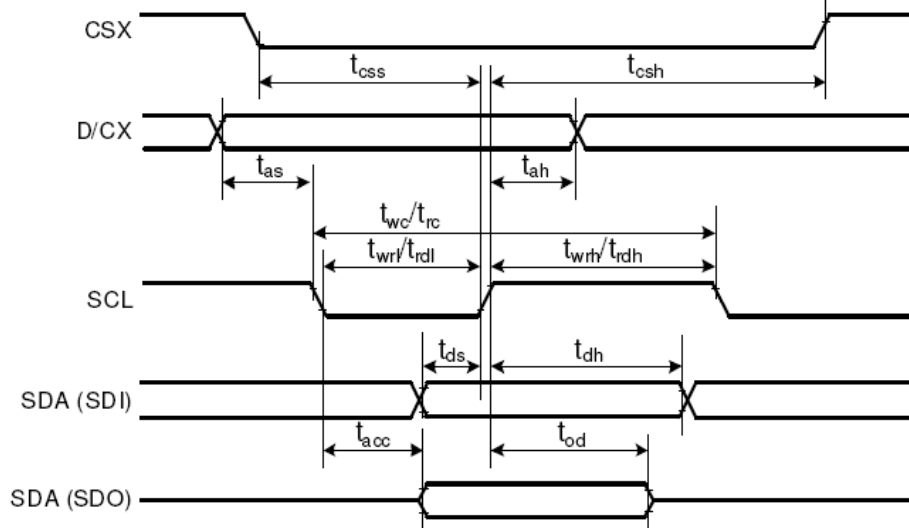 CSX
tcss
tcsh
D/CX
tas
tah
twc/trc
twrl/trdl
twrh/trdh
SCL
tds
tdh
SDA (SDI)
tacc
tod
SDA (SDO)